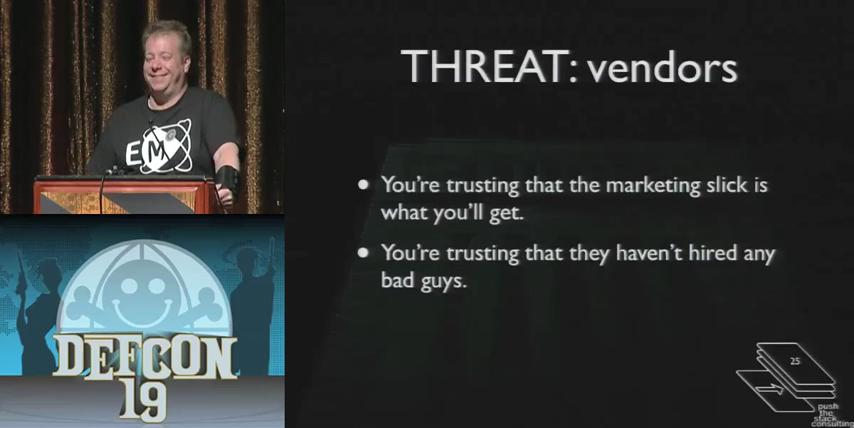 THREAT: vendors
EM
• You're trusting that the marketing slick is
what you'll get.
• You're trusting that they haven't hired any
bad guys.
DEFCON
19
25
push
the
stack
consulting